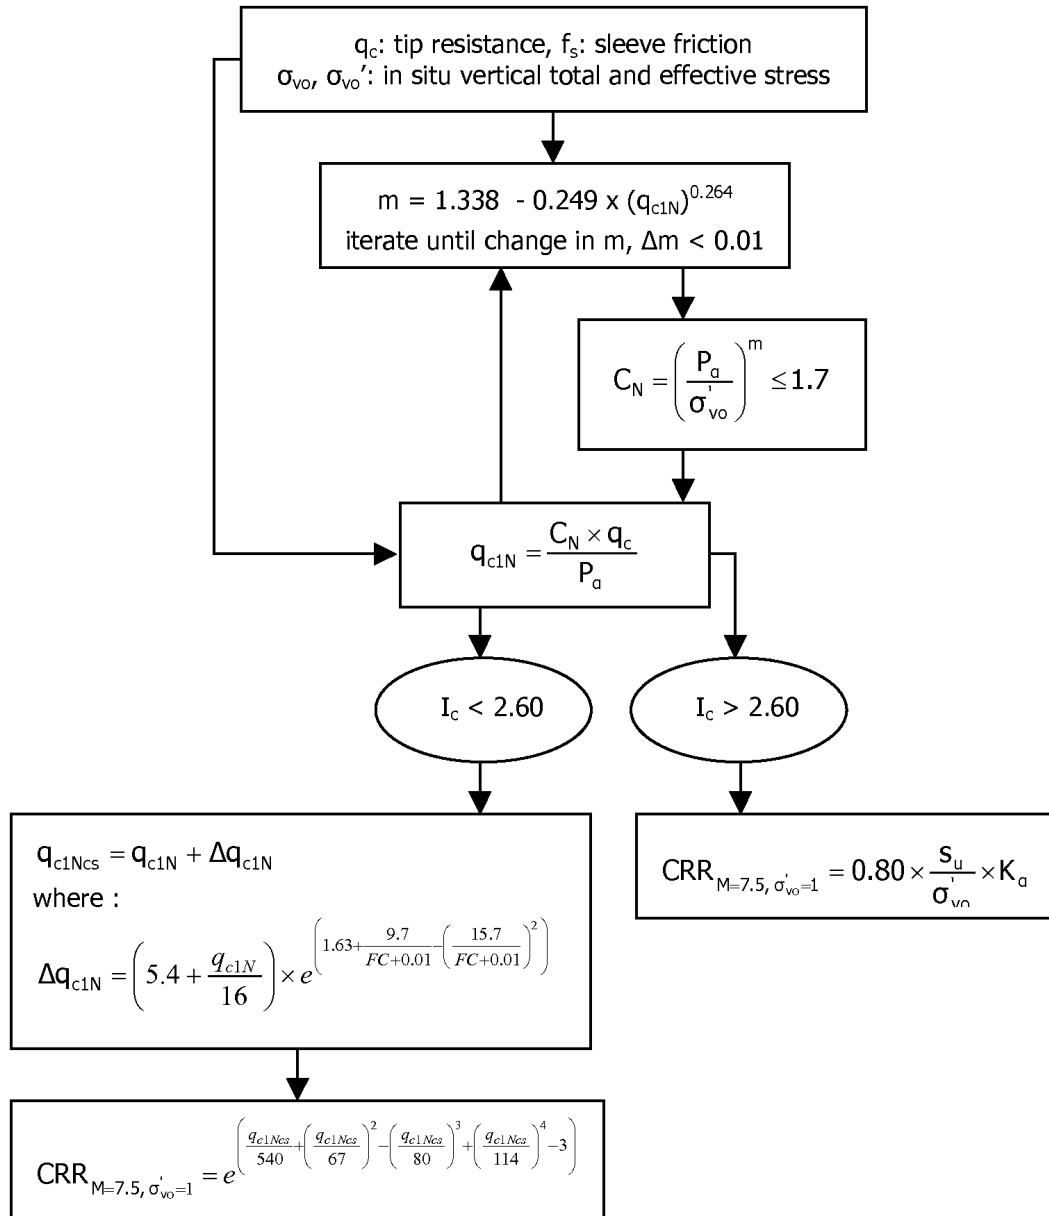 q_c: tip resistance, f_s: sleeve friction
σ_vo, σ_vo': in situ vertical total and effective stress
m = 1.338 - 0.249 x (q_c1N)^0.264
iterate until change in m, Δm < 0.01
C_N = (P_a / σ'_vo)^m ≤ 1.7
q_c1N = (C_N × q_c) / P_a
I_c < 2.60
I_c > 2.60
q_c1Ncs = q_c1N + Δq_c1N
where :
Δq_c1N = (5.4 + q_c1N / 16) × e^(1.63 + 9.7 / (FC+0.01) - (15.7 / (FC+0.01))^2)
CRR_M=7.5, σ'_vo=1 = 0.80 × s_u / σ'_vo × K_α
CRR_M=7.5, σ'_vo=1 = e^(q_c1Ncs / 540 + (q_c1Ncs / 67)^2 - (q_c1Ncs / 80)^3 + (q_c1Ncs / 114)^4 - 3)